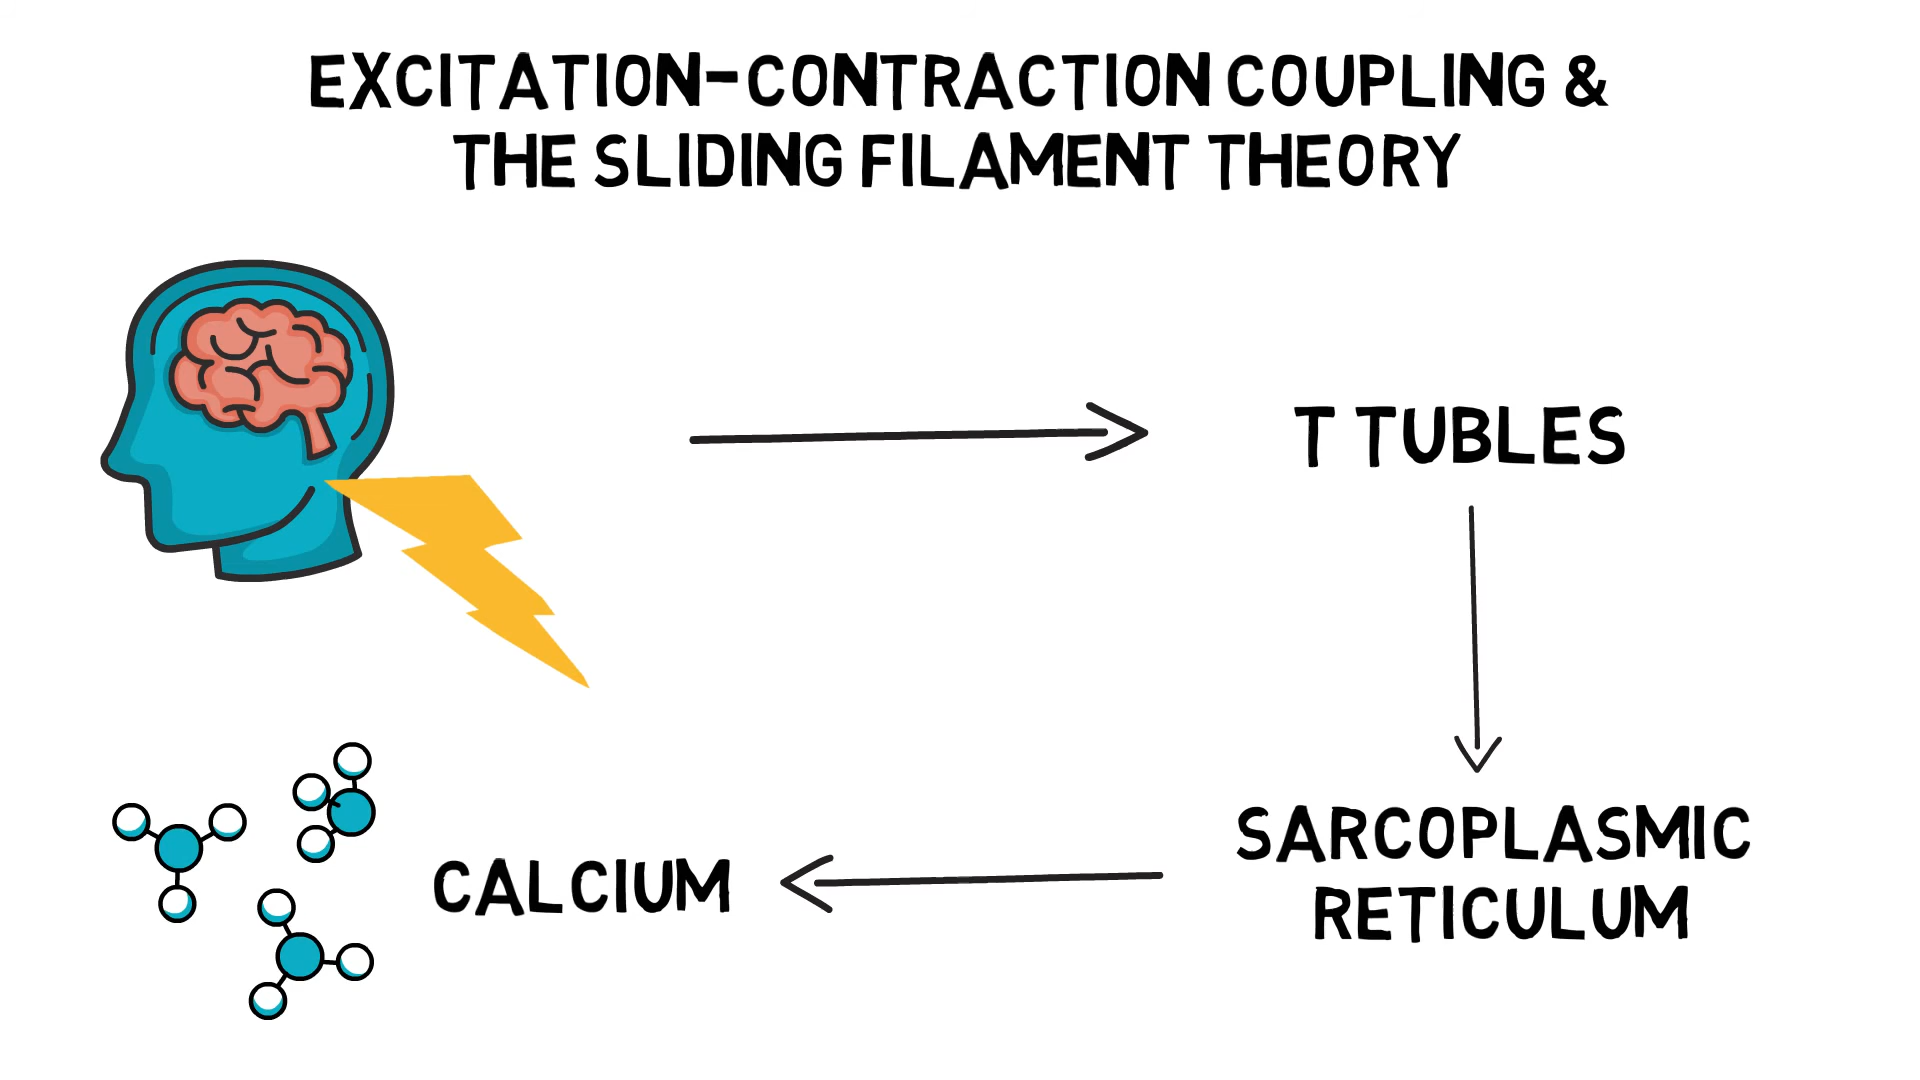 EXCITATION-CONTRACTION COUPLING &
THE SLIDING FILAMENT THEORY
T TUBLES
SARCOPLASMIC
RETICULUM
CALCIUM